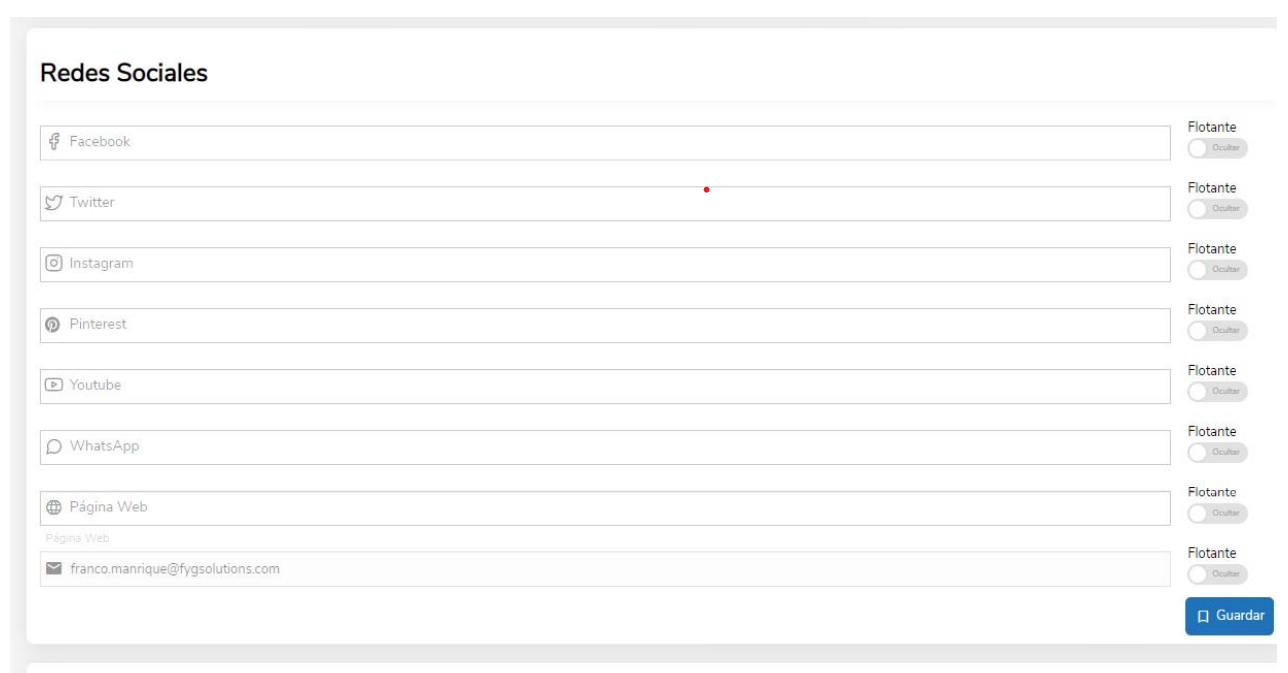 Redes Sociales
Facebook
Flotante
Ocultar
Twitter
Flotante
Ocultar
Instagram
Flotante
Ocultar
Pinterest
Flotante
Ocultar
Youtube
Flotante
Ocultar
WhatsApp
Flotante
Ocultar
Página Web
Flotante
Ocultar
Página Web
franco.manrique@fygsolutions.com
Flotante
Ocultar
Guardar